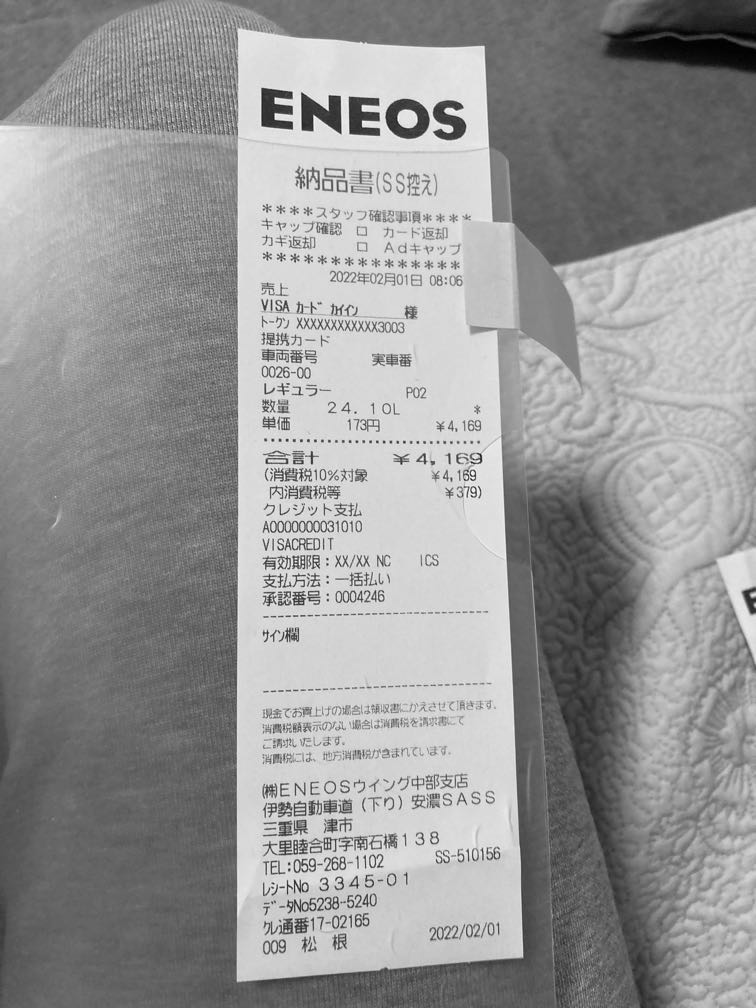 ENEOS
納品書(SS控え)
****スタッフ確認事項****
キャップ確認 □ カード返却
カギ返却 □ Adキャップ
**************
2022年02月01日 08:06
売上
VISA カード カイイン 様
トークン XXXXXXXXXXXX3003
提携カード
車両番号 実車番
0026-00
レギュラー P02
数量 24.10L *
単価 173円 ¥4,169
合計 ¥4,169
(消費税10%対象 ¥4,169
内消費税等 ¥379)
クレジット支払
A0000000031010
VISACREDIT
有効期限:XX/XX NC ICS
支払方法:一括払い
承認番号:0004246
サイン欄
現金でお買上げの場合は領収書にかえさせて頂きます。
消費税額表示のない場合は消費税を請求書にて
ご請求いたします。
消費税には、地方消費税が含まれています。
㈱ENEOSウイング中部支店
伊勢自動車道(下り)安濃SASS
三重県 津市
大里睦合町字南石橋138
TEL:059-268-1102 SS-510156
レシートNo 3345-01
データNo5238-5240
クレ通番17-02165
009 松 根 2022/02/01